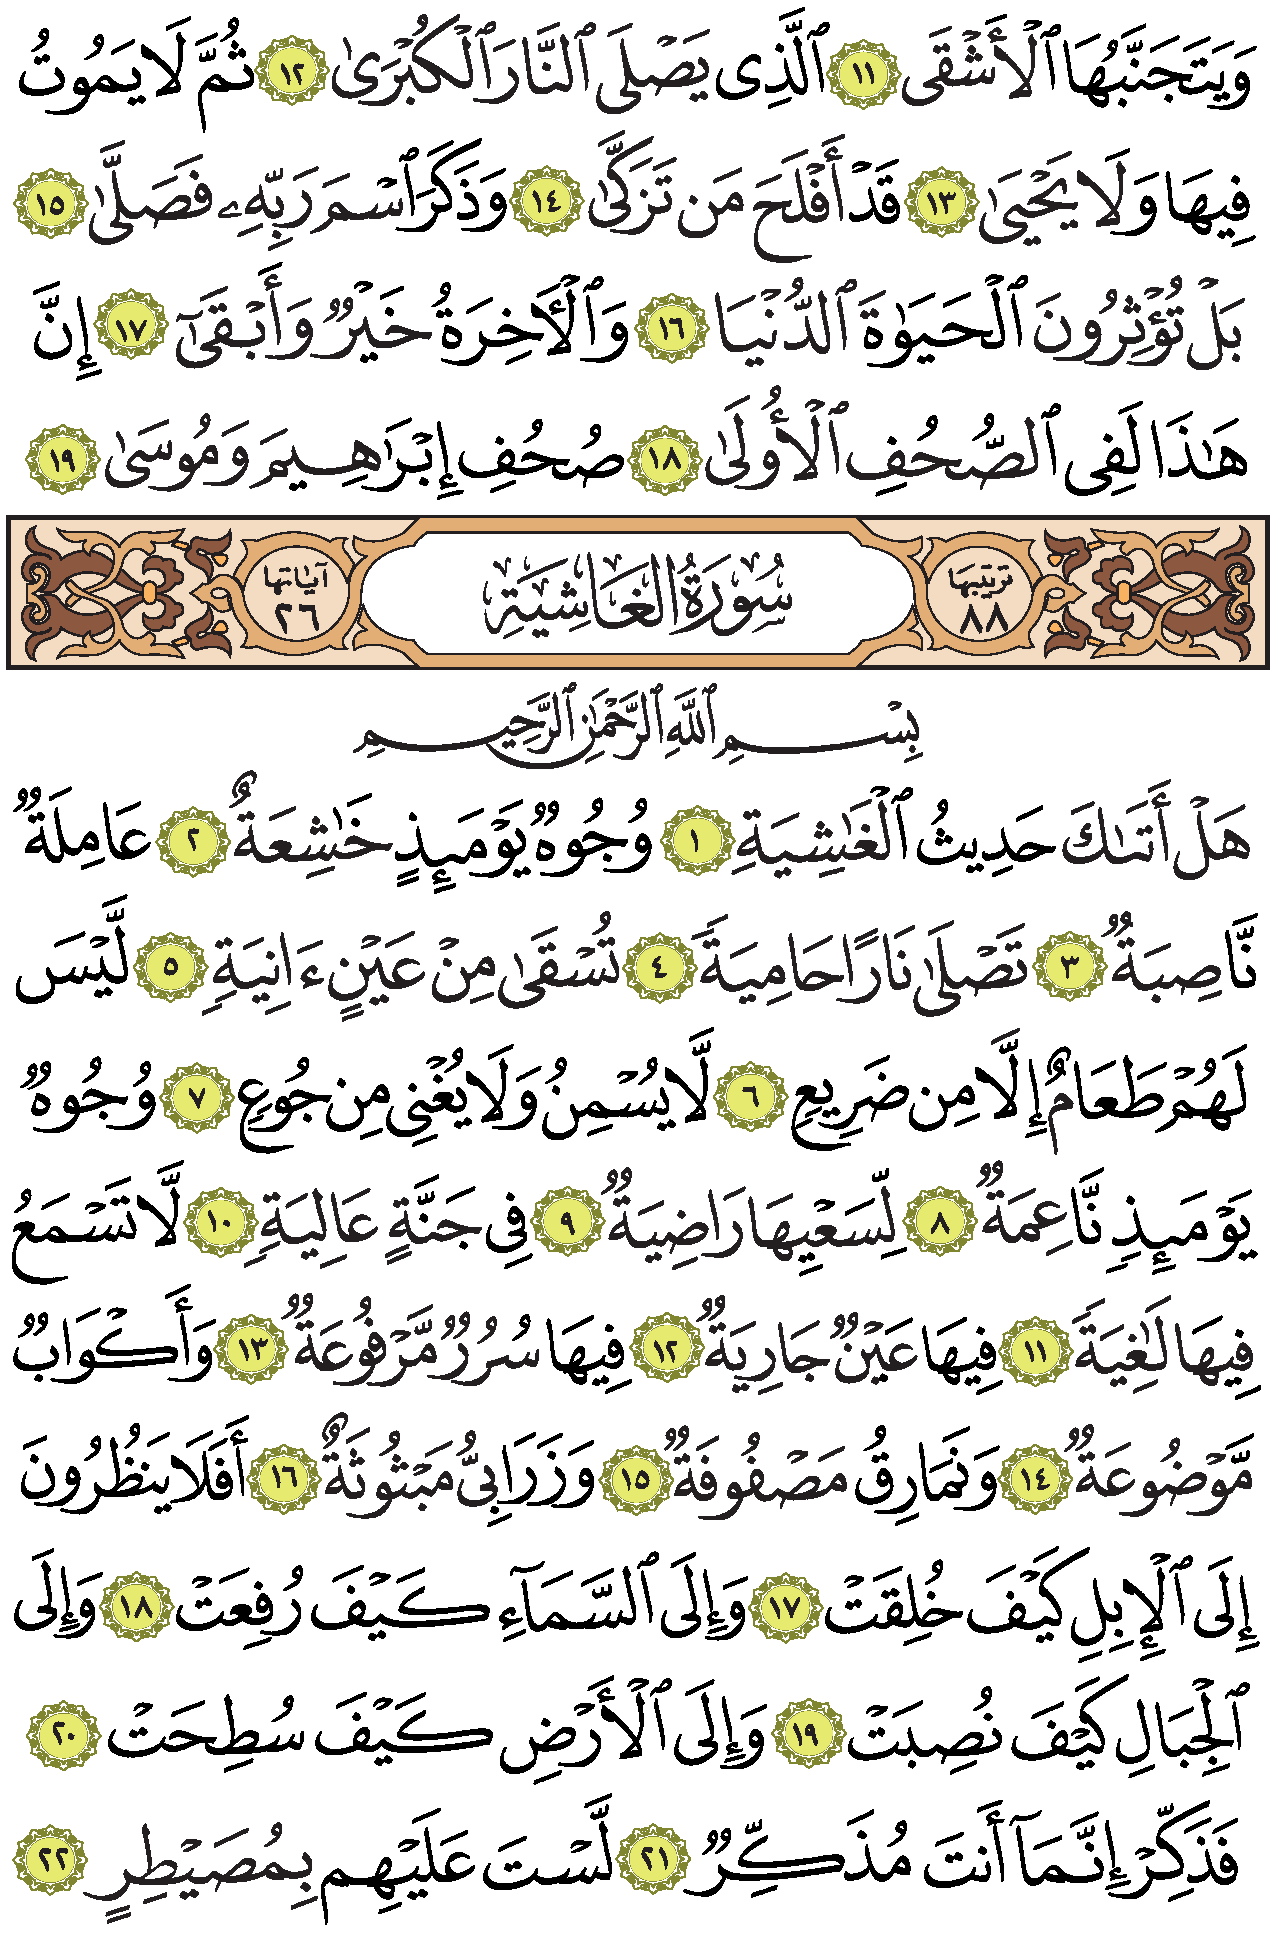 وَيَتَجَنَّبُهَا ٱلْأَشْقَى ١١ ٱلَّذِى يَصْلَى ٱلنَّارَ ٱلْكُبْرَىٰ ١٢ ثُمَّ لَا يَمُوتُ
فِيهَا وَلَا يَحْيَىٰ ١٣ قَدْ أَفْلَحَ مَن تَزَكَّىٰ ١٤ وَذَكَرَ ٱسْمَ رَبِّهِۦ فَصَلَّىٰ ١٥
بَلْ تُؤْثِرُونَ ٱلْحَيَوٰةَ ٱلدُّنْيَا ١٦ وَٱلْأَخِرَةُ خَيْرٌ وَأَبْقَىٰٓ ١٧ إِنَّ
هَٰذَا لَفِى ٱلصُّحُفِ ٱلْأُولَىٰ ١٨ صُحُفِ إِبْرَٰهِيمَ وَمُوسَىٰ ١٩
ترتيبها ٨٨ سُورَةُ الْغَاشِيَةِ آياتها ٢٦
بِسْمِ ٱللَّهِ ٱلرَّحْمَٰنِ ٱلرَّحِيمِ
هَلْ أَتَىٰكَ حَدِيثُ ٱلْغَٰشِيَةِ ١ وُجُوهٌ يَوْمَئِذٍ خَٰشِعَةٌ ٢ عَامِلَةٌ
نَّاصِبَةٌ ٣ تَصْلَىٰ نَارًا حَامِيَةً ٤ تُسْقَىٰ مِنْ عَيْنٍ ءَانِيَةٍ ٥ لَّيْسَ
لَهُمْ طَعَامٌ إِلَّا مِن ضَرِيعٍ ٦ لَّا يُسْمِنُ وَلَا يُغْنِى مِن جُوعٍ ٧ وُجُوهٌ
يَوْمَئِذٍ نَّاعِمَةٌ ٨ لِّسَعْيِهَا رَاضِيَةٌ ٩ فِى جَنَّةٍ عَالِيَةٍ ١٠ لَّا تَسْمَعُ
فِيهَا لَٰغِيَةً ١١ فِيهَا عَيْنٌ جَارِيَةٌ ١٢ فِيهَا سُرُرٌ مَّرْفُوعَةٌ ١٣ وَأَكْوَابٌ
مَّوْضُوعَةٌ ١٤ وَنَمَارِقُ مَصْفُوفَةٌ ١٥ وَزَرَابِىُّ مَبْثُوثَةٌ ١٦ أَفَلَا يَنظُرُونَ
إِلَى ٱلْإِبِلِ كَيْفَ خُلِقَتْ ١٧ وَإِلَى ٱلسَّمَآءِ كَيْفَ رُفِعَتْ ١٨ وَإِلَى
ٱلْجِبَالِ كَيْفَ نُصِبَتْ ١٩ وَإِلَى ٱلْأَرْضِ كَيْفَ سُطِحَتْ ٢٠
فَذَكِّرْ إِنَّمَآ أَنتَ مُذَكِّرٌ ٢١ لَّسْتَ عَلَيْهِم بِمُصَيْطِرٍ ٢٢